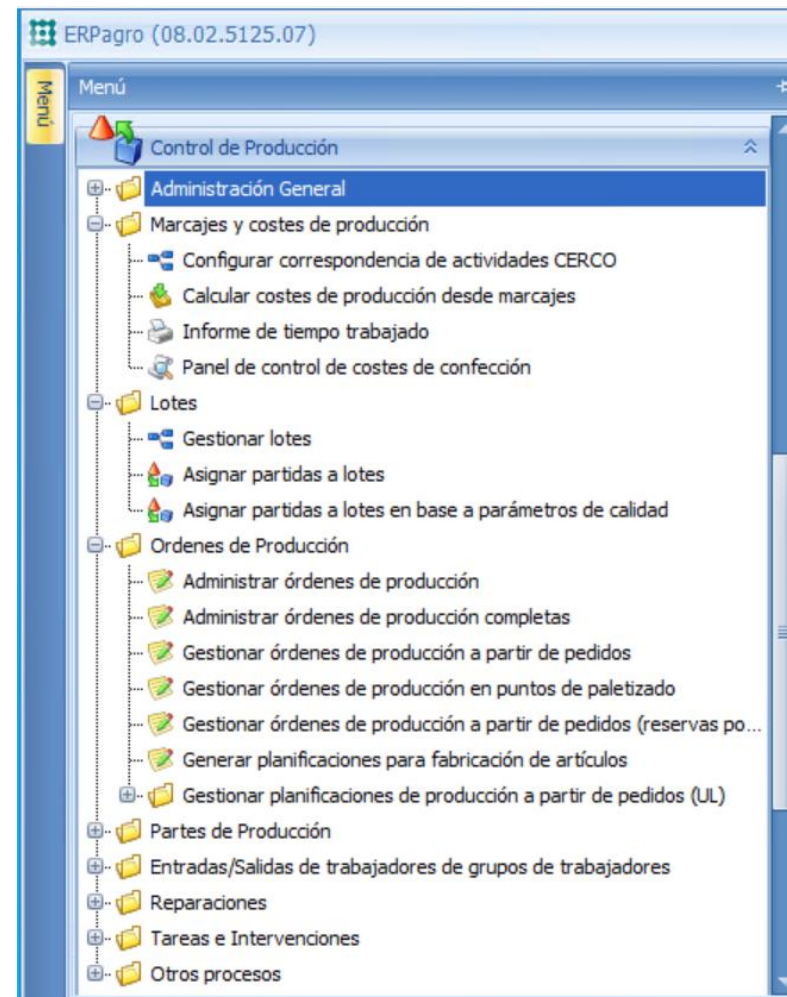 ERPagro (08.02.5125.07)
Menú
Menú
Control de Producción
Administración General
Marcajes y costes de producción
Configurar correspondencia de actividades CERCO
Calcular costes de producción desde marcajes
Informe de tiempo trabajado
Panel de control de costes de confección
Lotes
Gestionar lotes
Asignar partidas a lotes
Asignar partidas a lotes en base a parámetros de calidad
Ordenes de Producción
Administrar órdenes de producción
Administrar órdenes de producción completas
Gestionar órdenes de producción a partir de pedidos
Gestionar órdenes de producción en puntos de paletizado
Gestionar órdenes de producción a partir de pedidos (reservas po...
Generar planificaciones para fabricación de artículos
Gestionar planificaciones de producción a partir de pedidos (UL)
Partes de Producción
Entradas/Salidas de trabajadores de grupos de trabajadores
Reparaciones
Tareas e Intervenciones
Otros procesos